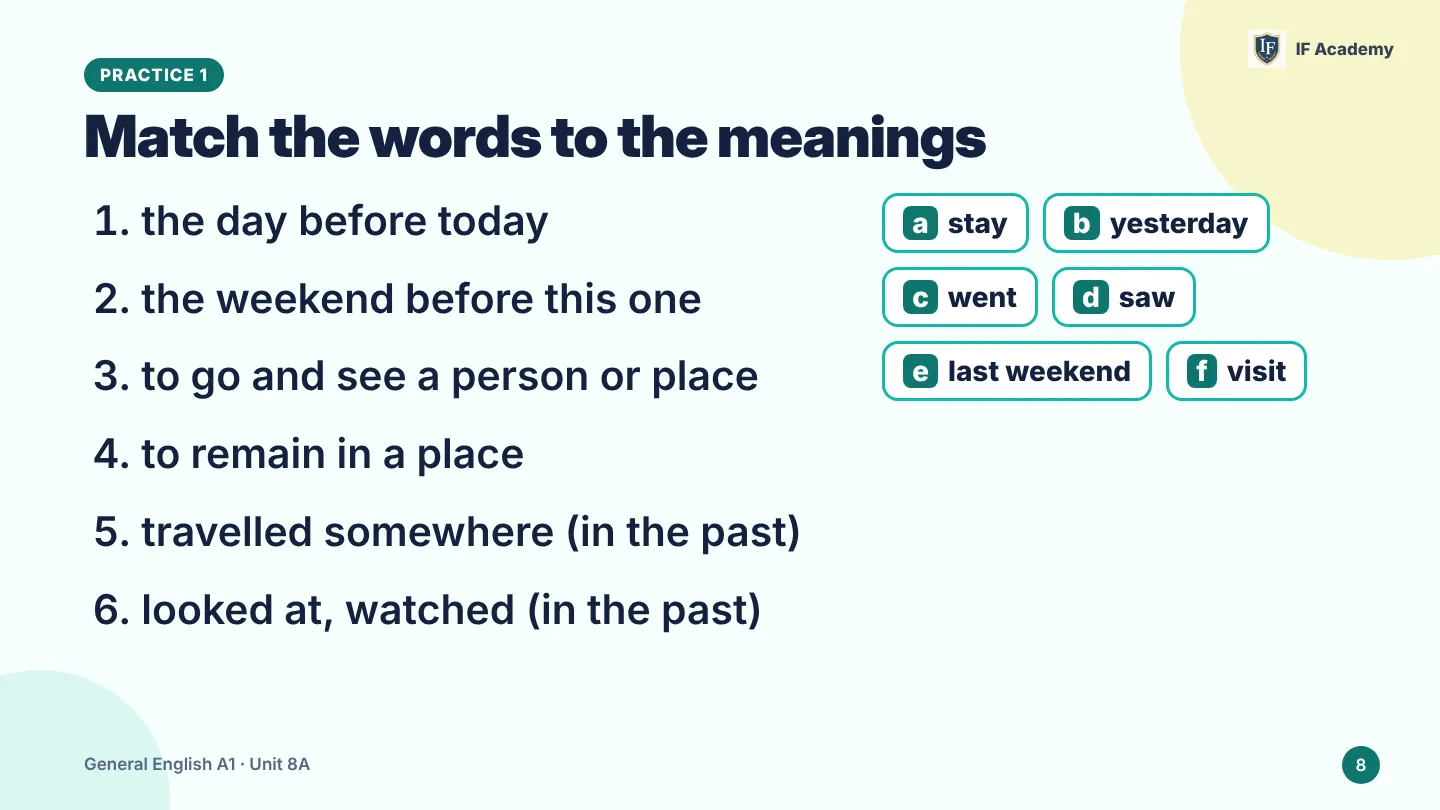 IF Academy
PRACTICE 1
Match the words to the meanings
1. the day before today
2. the weekend before this one
3. to go and see a person or place
4. to remain in a place
5. travelled somewhere (in the past)
6. looked at, watched (in the past)
a stay b yesterday
c went d saw
e last weekend f visit
General English A1 · Unit 8A
8